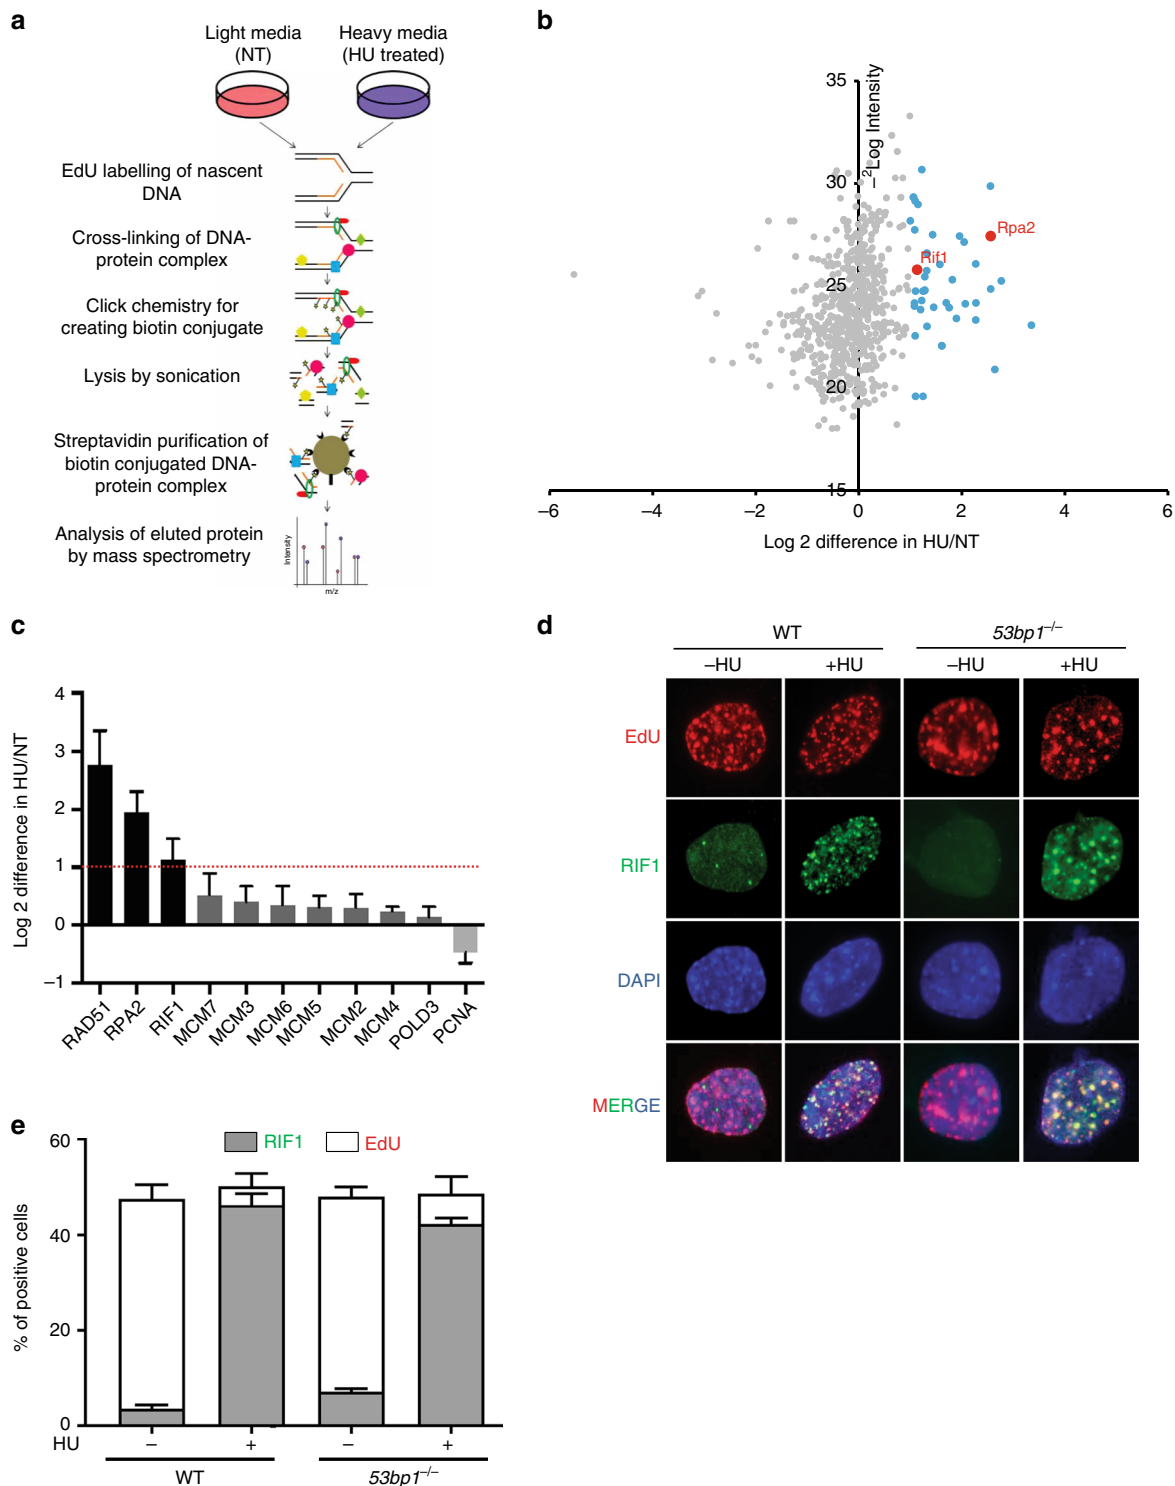 a
Light media
(NT)
Heavy media
(HU treated)
EdU labelling of nascent
DNA
Cross-linking of DNA-
protein complex
Click chemistry for
creating biotin conjugate
Lysis by sonication
Streptavidin purification of
biotin conjugated DNA-
protein complex
Analysis of eluted protein
by mass spectrometry
Intensity
m/z
b
35
30
25
20
15
–²Log Intensity
Rpa2
Rif1
–6
–4
–2
0
2
4
6
Log 2 difference in HU/NT
c
Log 2 difference in HU/NT
4
3
2
1
0
–1
RAD51
RPA2
RIF1
MCM7
MCM3
MCM6
MCM5
MCM2
MCM4
POLD3
PCNA
d
WT
53bp1–/–
–HU
+HU
–HU
+HU
EdU
RIF1
DAPI
MERGE
e
RIF1
EdU
% of positive cells
60
40
20
0
HU
–
+
–
+
WT
53bp1–/–